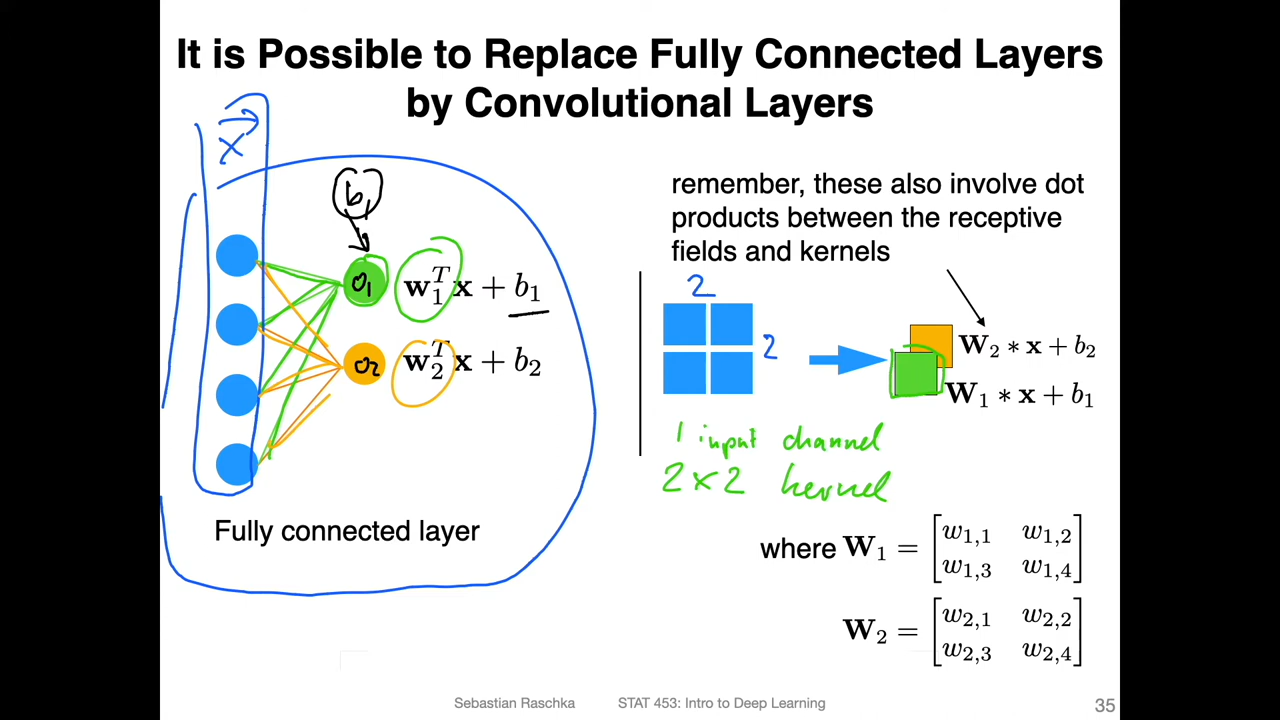 It is Possible to Replace Fully Connected Layers
by Convolutional Layers
x
b₁
o₁
w₁ᵀx + b₁
o₂
w₂ᵀx + b₂
Fully connected layer
remember, these also involve dot
products between the receptive
fields and kernels
2
2
W₂ ∗ x + b₂
W₁ ∗ x + b₁
1 input channel
2x2 kernel
where W₁ = [w₁,₁ w₁,₂
w₁,₃ w₁,₄]
W₂ = [w₂,₁ w₂,₂
w₂,₃ w₂,₄]
Sebastian Raschka STAT 453: Intro to Deep Learning 35